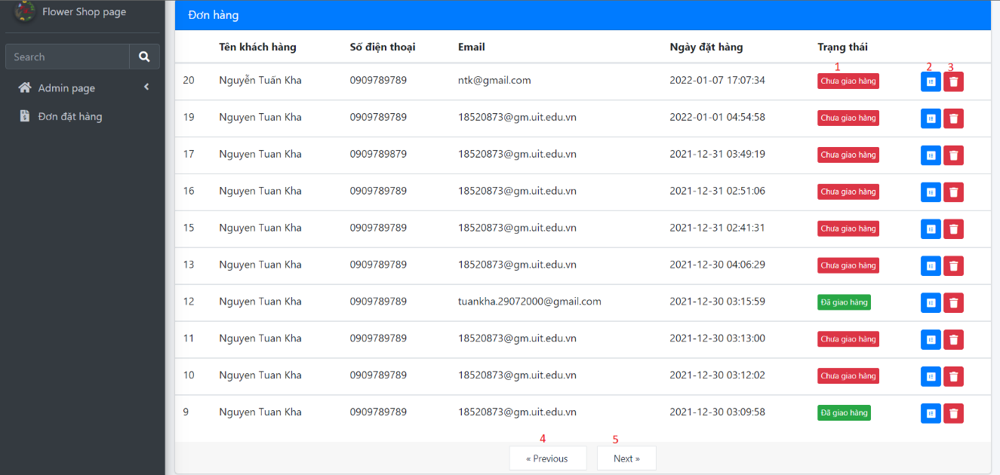 Flower Shop page
Search
Admin page
Đơn đặt hàng
Đơn hàng
Tên khách hàng Số điện thoại Email Ngày đặt hàng Trạng thái
1 2 3
20 Nguyễn Tuấn Kha 0909789789 ntk@gmail.com 2022-01-07 17:07:34 Chưa giao hàng
19 Nguyen Tuan Kha 0909789789 18520873@gm.uit.edu.vn 2022-01-01 04:54:58 Chưa giao hàng
17 Nguyen Tuan Kha 0909789879 18520873@gm.uit.edu.vn 2021-12-31 03:49:19 Chưa giao hàng
16 Nguyen Tuan Kha 0909789789 18520873@gm.uit.edu.vn 2021-12-31 02:51:06 Chưa giao hàng
15 Nguyen Tuan Kha 0909789789 18520873@gm.uit.edu.vn 2021-12-31 02:41:31 Chưa giao hàng
13 Nguyen Tuan Kha 0909789789 18520873@gm.uit.edu.vn 2021-12-30 04:06:29 Chưa giao hàng
12 Nguyen Tuan Kha 0909789789 tuankha.29072000@gmail.com 2021-12-30 03:15:59 Đã giao hàng
11 Nguyen Tuan Kha 0909789789 18520873@gm.uit.edu.vn 2021-12-30 03:13:00 Chưa giao hàng
10 Nguyen Tuan Kha 0909789789 18520873@gm.uit.edu.vn 2021-12-30 03:12:02 Chưa giao hàng
9 Nguyen Tuan Kha 0909789789 18520873@gm.uit.edu.vn 2021-12-30 03:09:58 Đã giao hàng
4 5
« Previous Next »